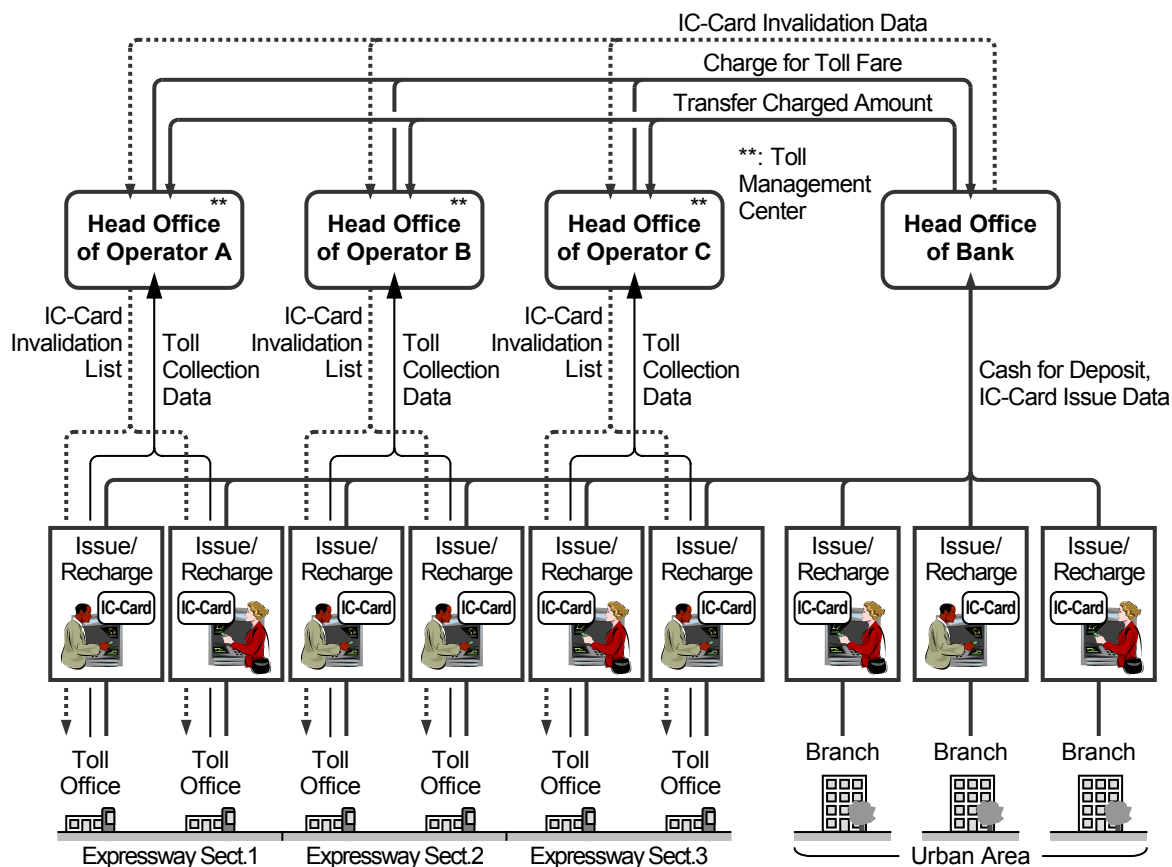 IC-Card Invalidation Data
Charge for Toll Fare
Transfer Charged Amount
**: Toll
Management
Center
**
Head Office
of Operator A
**
Head Office
of Operator B
**
Head Office
of Operator C
Head Office
of Bank
IC-Card
Invalidation
List
Toll
Collection
Data
IC-Card
Invalidation
List
Toll
Collection
Data
IC-Card
Invalidation
List
Toll
Collection
Data
Cash for Deposit,
IC-Card Issue Data
Issue/
Recharge
IC-Card
Issue/
Recharge
IC-Card
Issue/
Recharge
IC-Card
Issue/
Recharge
IC-Card
Issue/
Recharge
IC-Card
Issue/
Recharge
IC-Card
Issue/
Recharge
IC-Card
Issue/
Recharge
IC-Card
Issue/
Recharge
IC-Card
Toll
Office
Toll
Office
Toll
Office
Toll
Office
Toll
Office
Toll
Office
Branch
Branch
Branch
Expressway Sect.1
Expressway Sect.2
Expressway Sect.3
Urban Area